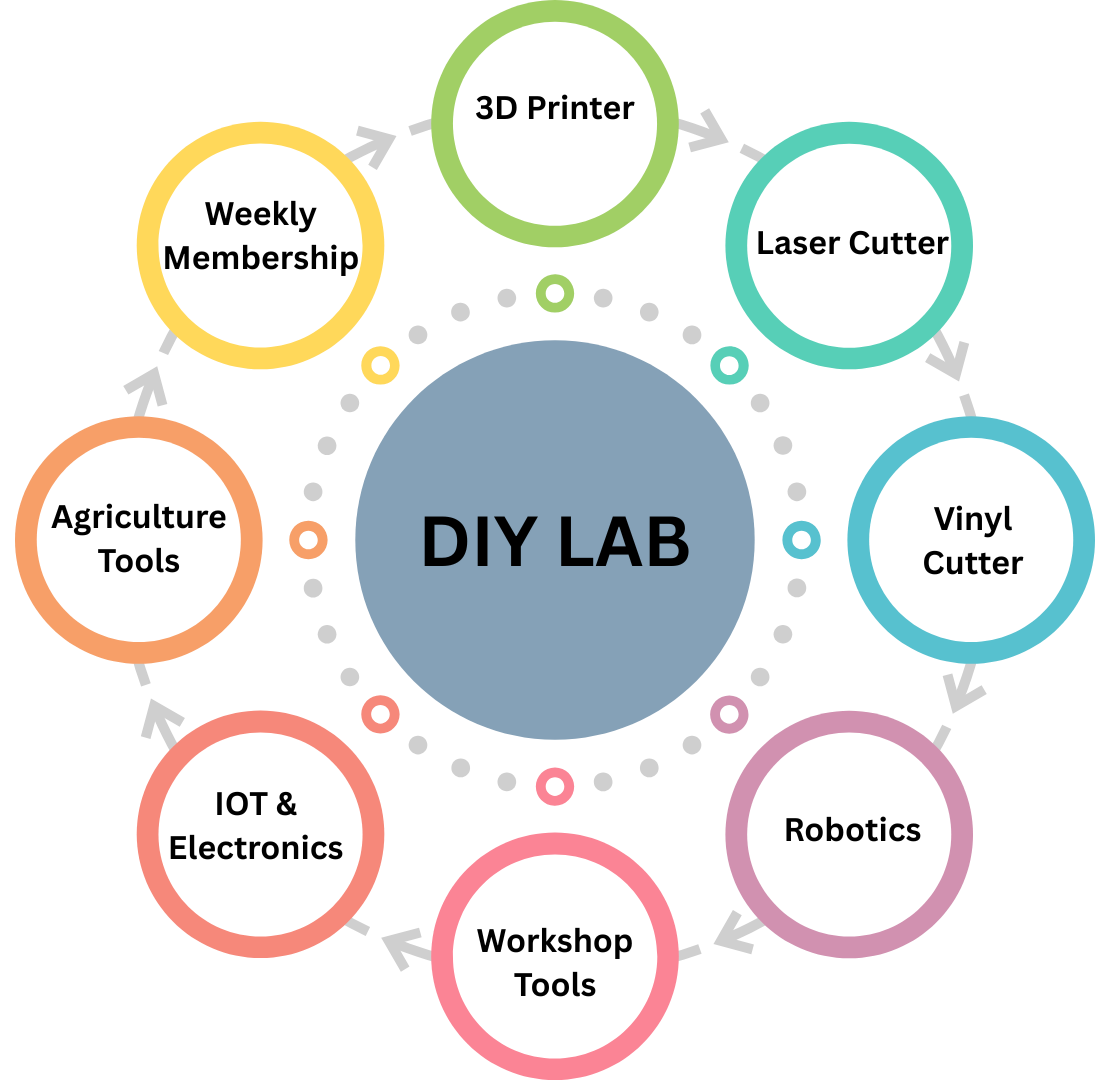 3D Printer
Laser Cutter
Vinyl
Cutter
Robotics
Workshop
Tools
IOT &
Electronics
Agriculture
Tools
Weekly
Membership
DIY LAB